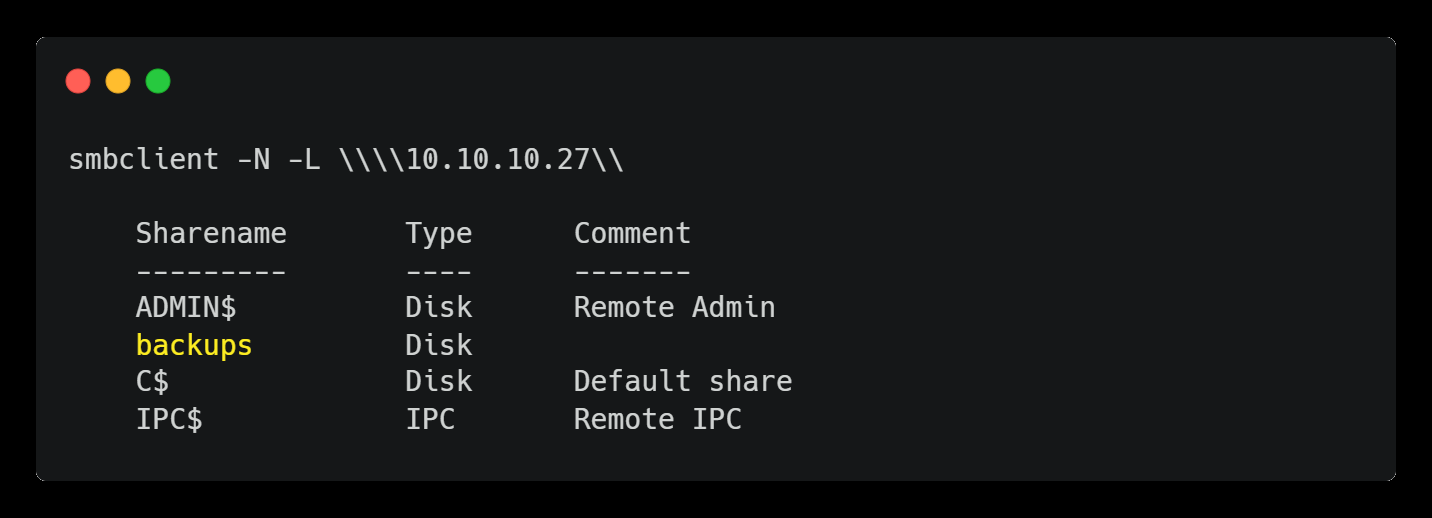 smbclient -N -L \\\\10.10.10.27\\
Sharename Type Comment
--------- ---- -------
ADMIN$ Disk Remote Admin
backups Disk
C$ Disk Default share
IPC$ IPC Remote IPC